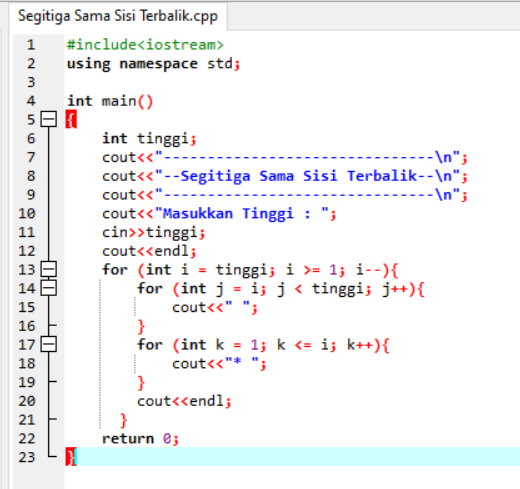 Segitiga Sama Sisi Terbalik.cpp
1 #include<iostream>
2 using namespace std;
3
4 int main()
5 {
6 int tinggi;
7 cout<<"-------------------------------\n";
8 cout<<"--Segitiga Sama Sisi Terbalik--\n";
9 cout<<"-------------------------------\n";
10 cout<<"Masukkan Tinggi : ";
11 cin>>tinggi;
12 cout<<endl;
13 for (int i = tinggi; i >= 1; i--){
14 for (int j = i; j < tinggi; j++){
15 cout<<" ";
16 }
17 for (int k = 1; k <= i; k++){
18 cout<<"* ";
19 }
20 cout<<endl;
21 }
22 return 0;
23 }